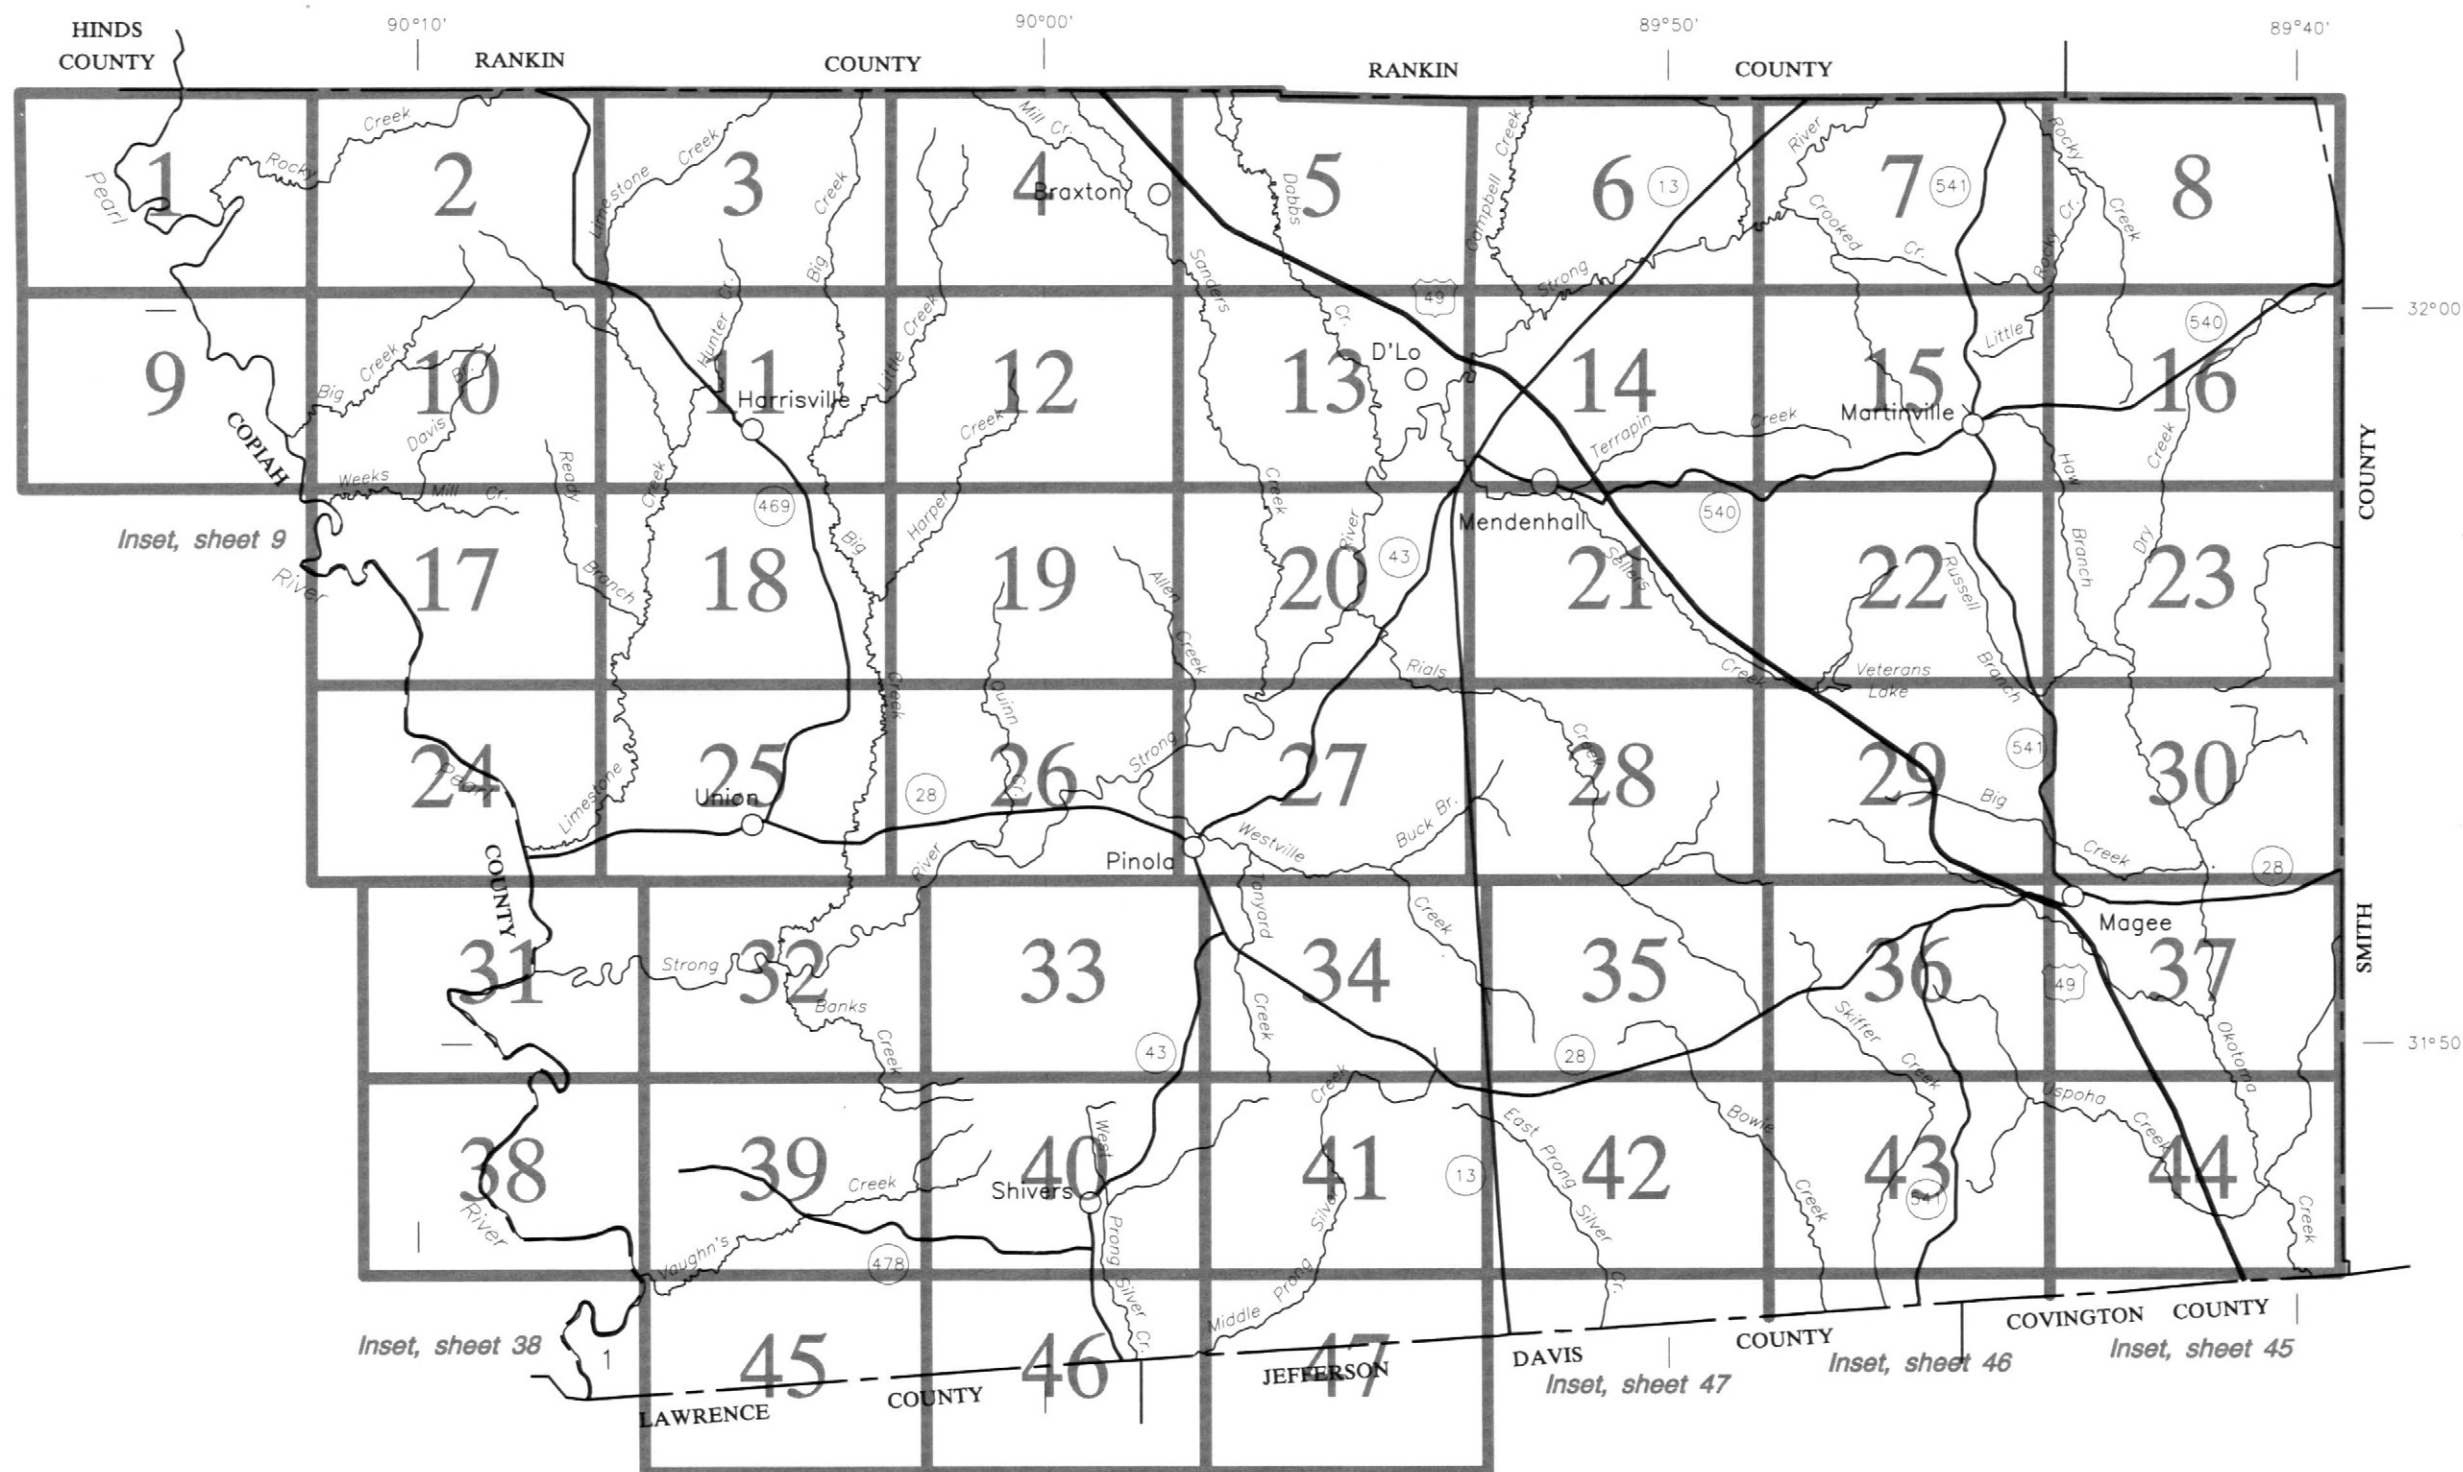 90°10'
90°00'
89°50'
89°40'
HINDS
COUNTY
RANKIN
COUNTY
RANKIN
COUNTY
Creek
Rocky
Pearl
1
2
Limestone
Creek
3
Creek
Big
Mill Cr.
4
Braxton
Sanders
Dabbs
5
Campbell
Creek
6
13
River
Strong
Crooked
Cr.
7
541
Rocky
Creek
Rocky
Cr.
8
32°00'
9
Big
Creek
10
Davis
Br.
Hunter
Cr.
11
Harrisville
Little
Creek
12
Creek
Harper
49
Cr.
13
D'Lo
14
Terrapin
Creek
15
Little
Martinville
540
16
COPIAH
Weeks
Mill
Cr.
Ready
Branch
Creek
469
Big
Creek
Mendenhall
540
Haw
Branch
Creek
Dry
COUNTY
Inset, sheet 9
River
17
18
19
Allen
Creek
20
River
43
21
Sellers
Creek
22
Russell
Branch
23
Veterans
Lake
Rials
Creek
Creek
Quinn
Cr.
Strong
24
Pearl
Limestone
25
Union
28
26
27
28
29
541
Big
Creek
30
28
Pinola
Westville
Creek
Buck Br.
River
Tanyard
Creek
COUNTY
31
Strong
32
Banks
Creek
33
43
34
35
28
36
Skiffer
Creek
Magee
49
37
Okatoma
Creek
SMITH
31°50'
38
River
39
Creek
Vaughn's
478
40
Shivers
West
Prong
Silver
Cr.
41
Creek
Silver
Prong
Middle
13
East
Prong
Silver
Cr.
42
Bowie
Creek
43
541
Uspoha
Creek
44
Inset, sheet 38
1
45
46
47
LAWRENCE
COUNTY
JEFFERSON
DAVIS
COUNTY
COVINGTON
COUNTY
Inset, sheet 47
Inset, sheet 46
Inset, sheet 45